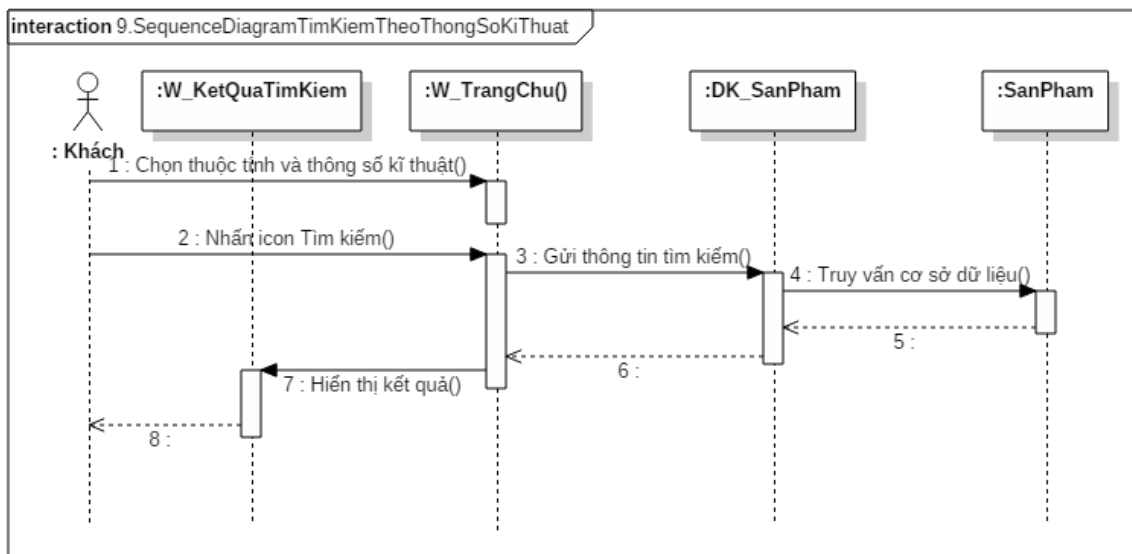 interaction 9.SequenceDiagramTimKiemTheoThongSoKiThuat
:W_KetQuaTimKiem
:W_TrangChu()
:DK_SanPham
:SanPham
: Khách
1 : Chọn thuộc tính và thông số kĩ thuật()
2 : Nhấn icon Tìm kiếm()
3 : Gửi thông tin tìm kiếm()
4 : Truy vấn cơ sở dữ liệu()
5 :
6 :
7 : Hiển thị kết quả()
8 :